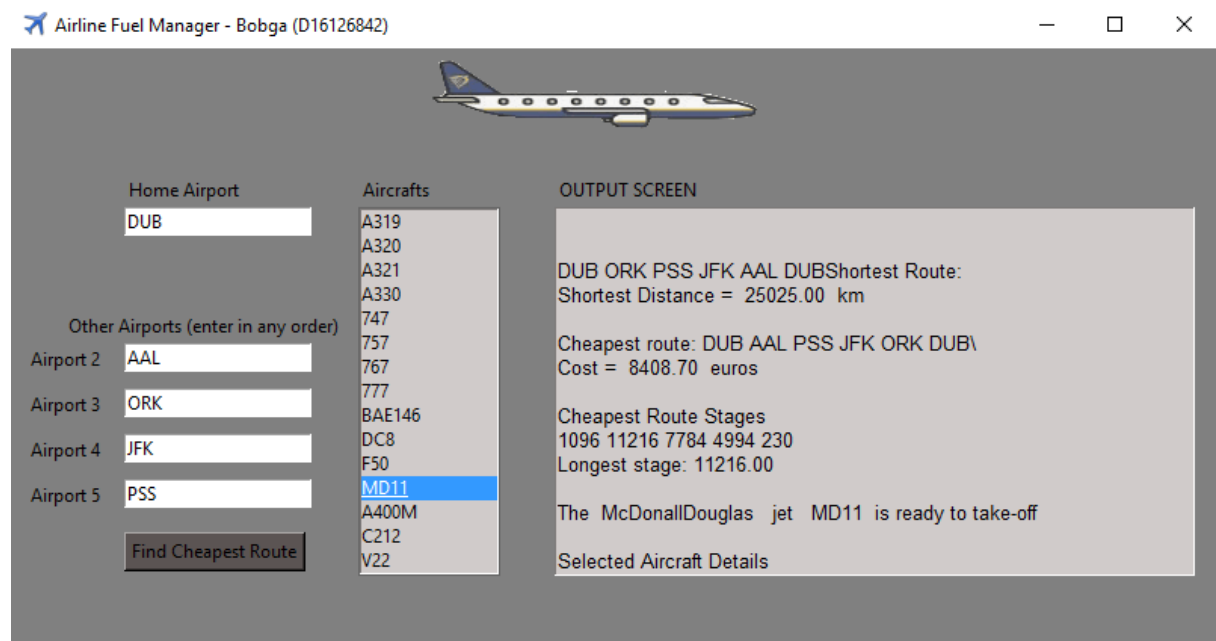 Airline Fuel Manager - Bobga (D16126842)
Home Airport
DUB
Other Airports (enter in any order)
Airport 2 AAL
Airport 3 ORK
Airport 4 JFK
Airport 5 PSS
Find Cheapest Route
Aircrafts
A319
A320
A321
A330
747
757
767
777
BAE146
DC8
F50
MD11
A400M
C212
V22
OUTPUT SCREEN
DUB ORK PSS JFK AAL DUBShortest Route:
Shortest Distance = 25025.00 km
Cheapest route: DUB AAL PSS JFK ORK DUB\
Cost = 8408.70 euros
Cheapest Route Stages
1096 11216 7784 4994 230
Longest stage: 11216.00
The McDonallDouglas jet MD11 is ready to take-off
Selected Aircraft Details